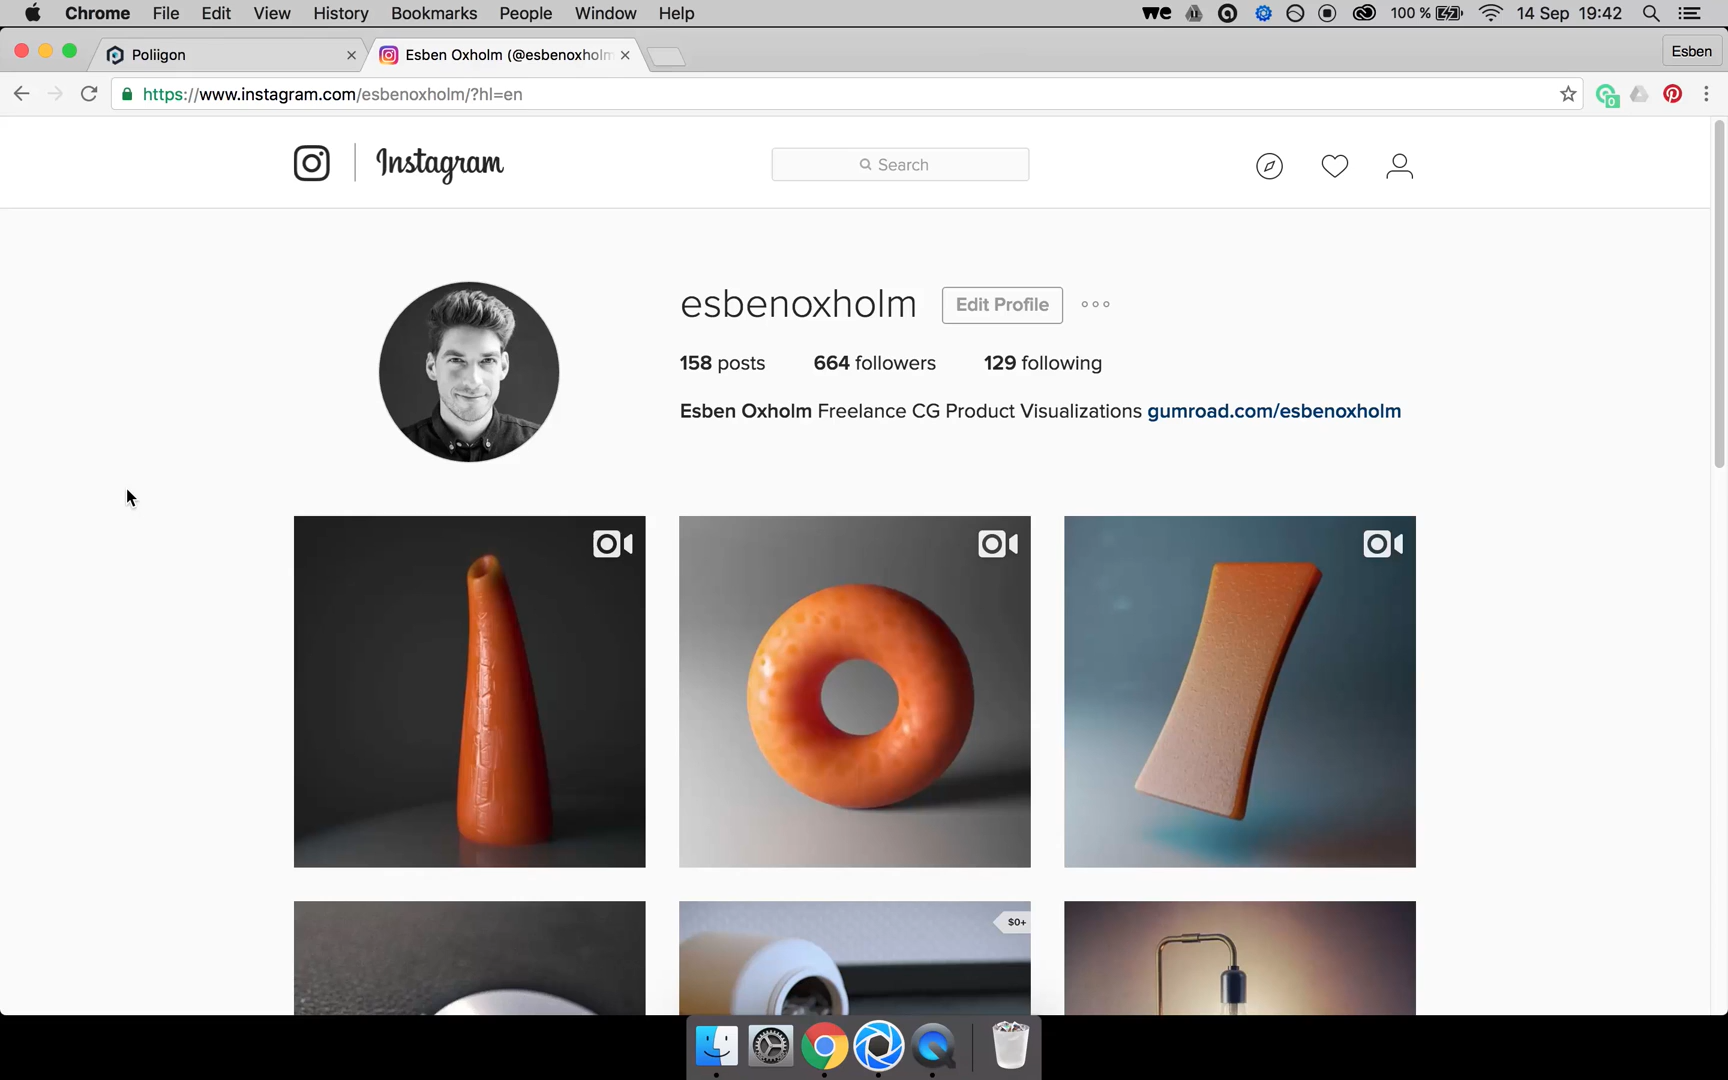 Chrome File Edit View History Bookmarks People Window Help we 100 % 14 Sep 19:42
Poliigon Esben Oxholm (@esbenoxholm Esben
https://www.instagram.com/esbenoxholm/?hl=en 0
Instagram Search
esbenoxholm Edit Profile
158 posts 664 followers 129 following
Esben Oxholm Freelance CG Product Visualizations gumroad.com/esbenoxholm
$0+